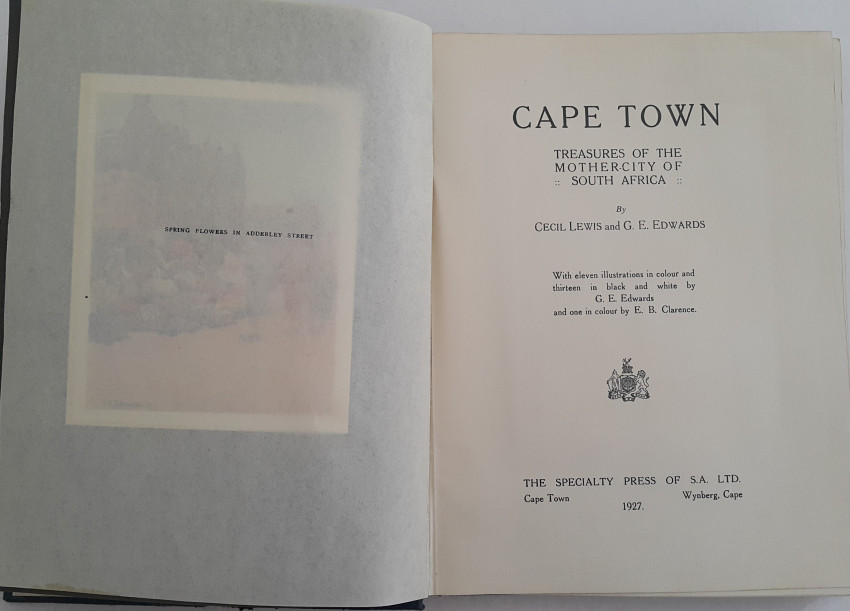 SPRING FLOWERS IN ADDERLEY STREET
CAPE TOWN
TREASURES OF THE
MOTHER-CITY OF
:: SOUTH AFRICA ::
By
CECIL LEWIS and G. E. EDWARDS
With eleven illustrations in colour and
thirteen in black and white by
G. E. Edwards
and one in colour by E. B. Clarence.
THE SPECIALTY PRESS OF S.A. LTD.
Cape Town Wynberg, Cape
1927.